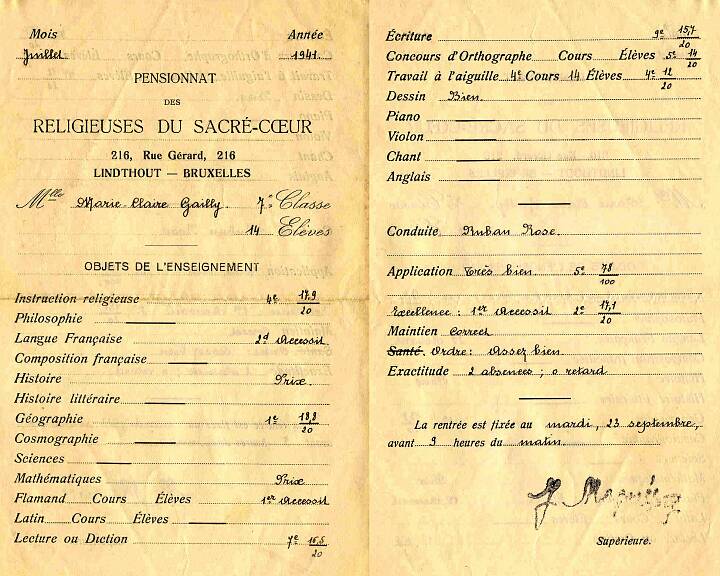 Mois Année
Juillet 1941.
PENSIONNAT
DES
RELIGIEUSES DU SACRÉ-CŒUR
216, Rue Gérard, 216
LINDTHOUT — BRUXELLES
Mlle Marie-Claire Gailly. 7e Classe
14 Élèves
OBJETS DE L'ENSEIGNEMENT
Instruction religieuse 4e 17,9/20
Philosophie —
Langue Française 2d Accessit
Composition française —
Histoire Prix.
Histoire littéraire —
Géographie 1e 18,8/20
Cosmographie —
Sciences —
Mathématiques Prix
Flamand Cours Élèves 1er Accessit
Latin Cours Élèves —
Lecture ou Diction 7e 16,5/20
Écriture 9e 15,7/20
Concours d'Orthographe Cours Élèves 5e 14/20
Travail à l'aiguille 4e Cours 14 Élèves 4e 12/20
Dessin Bien.
Piano —
Violon —
Chant —
Anglais —
Conduite Ruban Rose.
Application Très bien. 5e 78/100
Excellence : 1er Accessit 2e 17,1/20
Maintien Correct
Santé. Ordre : Assez bien.
Exactitude 2 absences ; 0 retard
La rentrée est fixée au mardi, 23 septembre,
avant 9 heures du matin.
Supérieure.